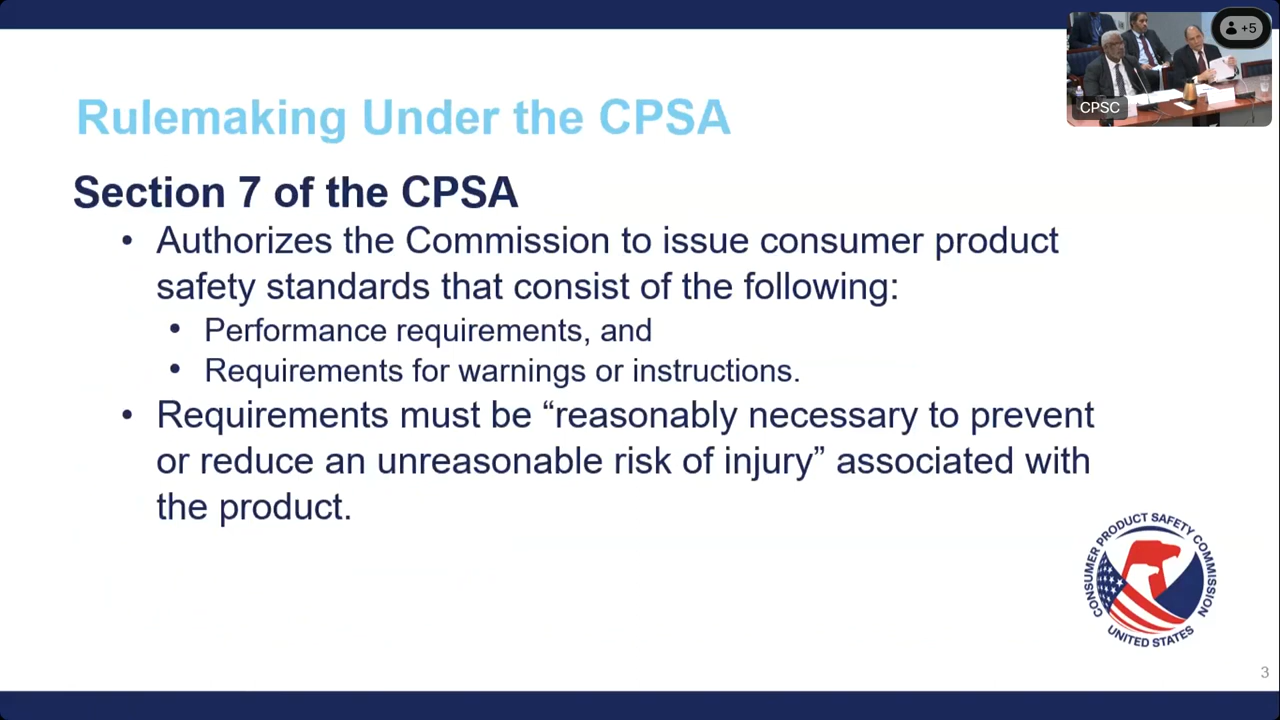 +5
CPSC
Rulemaking Under the CPSA
Section 7 of the CPSA
• Authorizes the Commission to issue consumer product
safety standards that consist of the following:
• Performance requirements, and
• Requirements for warnings or instructions.
• Requirements must be “reasonably necessary to prevent
or reduce an unreasonable risk of injury” associated with
the product.
CONSUMER PRODUCT SAFETY COMMISSION
UNITED STATES
3